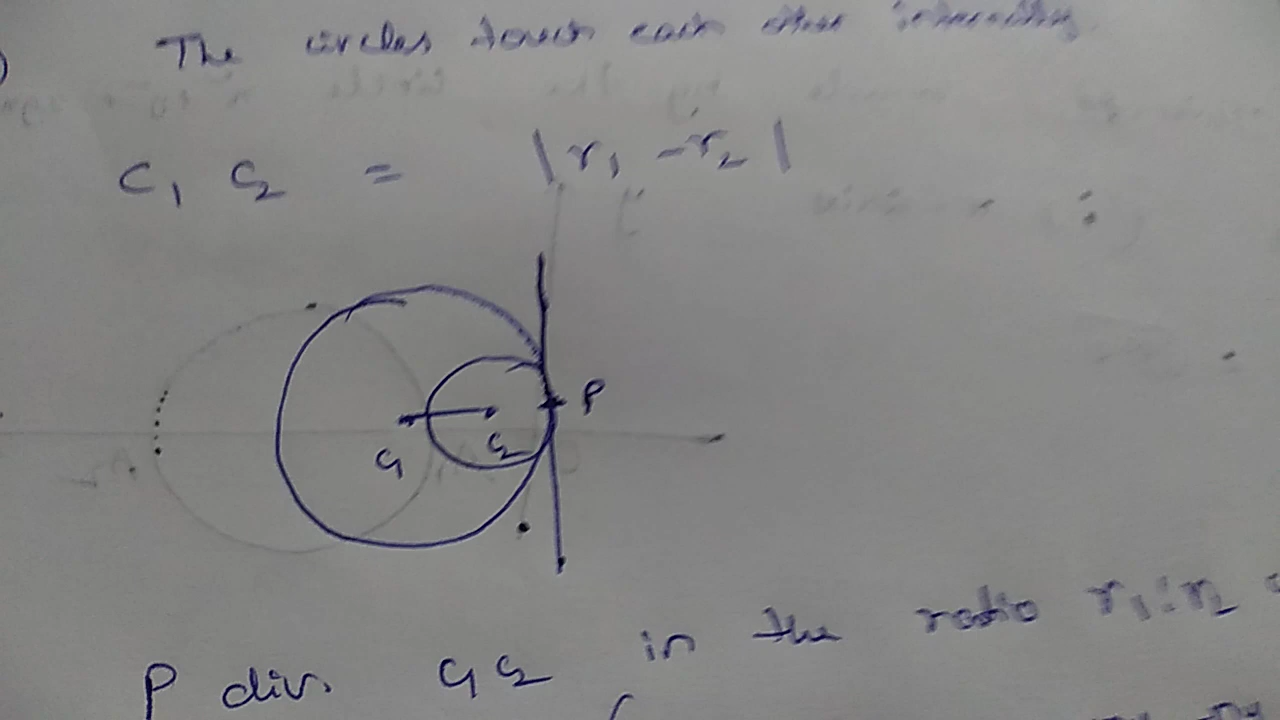 )
The circles touch each other internally.
C₁ C₂ = |r₁ - r₂|
P
C₁ C₂
P div. C₁C₂ in the ratio r₁:r₂